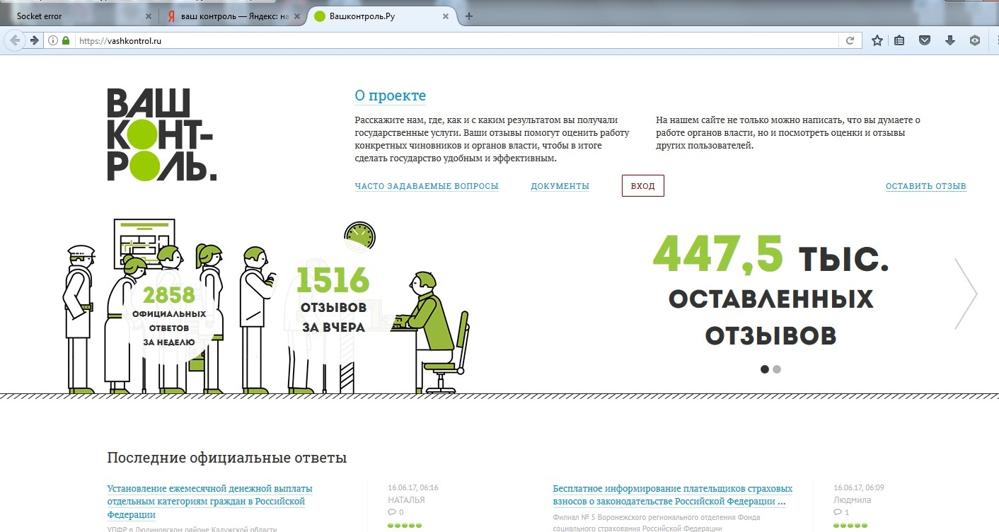 Socket error
ваш контроль — Яндекс: на
Вашконтроль.Ру
https://vashkontrol.ru
ВАШ
КОНТ-
РОЛЬ.
О проекте
Расскажите нам, где, как и с каким результатом вы получали
государственные услуги. Ваши отзывы помогут оценить работу
конкретных чиновников и органов власти, чтобы в итоге
сделать государство удобным и эффективным.
На нашем сайте не только можно написать, что вы думаете о
работе органов власти, но и посмотреть оценки и отзывы
других пользователей.
ЧАСТО ЗАДАВАЕМЫЕ ВОПРОСЫ
ДОКУМЕНТЫ
ВХОД
ОСТАВИТЬ ОТЗЫВ
2858
ОФИЦИАЛЬНЫХ
ОТВЕТОВ
ЗА НЕДЕЛЮ
1516
ОТЗЫВОВ
ЗА ВЧЕРА
447,5 ТЫС.
ОСТАВЛЕННЫХ
ОТЗЫВОВ
Последние официальные ответы
Установление ежемесячной денежной выплаты
отдельным категориям граждан в Российской
Федерации
УПФР в Людиновском районе Калужской области
16.06.17, 06:16
НАТАЛЬЯ
0
Бесплатное информирование плательщиков страховых
взносов о законодательстве Российской Федерации ...
Филиал № 5 Воронежского регионального отделения Фонда
социального страхования Российской Федерации
16.06.17, 06:09
Людмила
1